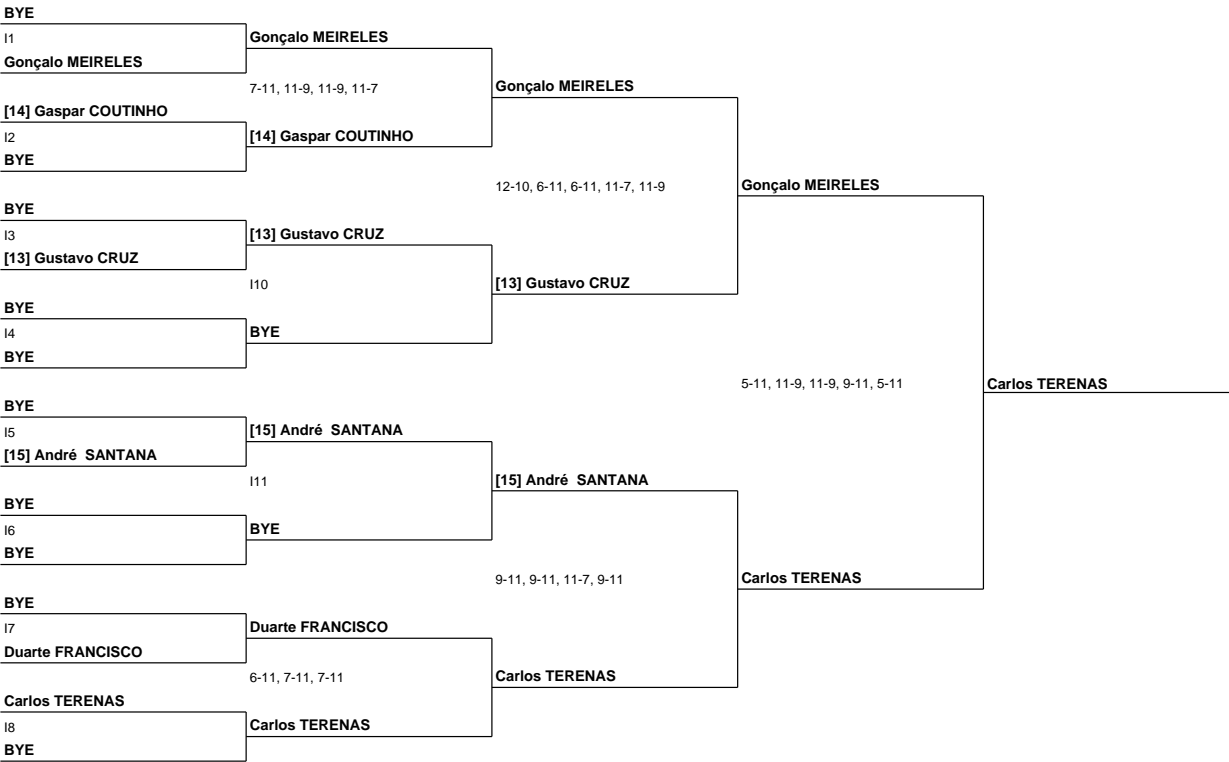 BYE
I1
Gonçalo MEIRELES
Gonçalo MEIRELES
7-11, 11-9, 11-9, 11-7
Gonçalo MEIRELES
[14] Gaspar COUTINHO
I2
[14] Gaspar COUTINHO
BYE
12-10, 6-11, 6-11, 11-7, 11-9
Gonçalo MEIRELES
BYE
I3
[13] Gustavo CRUZ
[13] Gustavo CRUZ
I10
[13] Gustavo CRUZ
BYE
I4
BYE
BYE
5-11, 11-9, 11-9, 9-11, 5-11
Carlos TERENAS
BYE
I5
[15] André  SANTANA
[15] André  SANTANA
I11
[15] André  SANTANA
BYE
I6
BYE
BYE
9-11, 9-11, 11-7, 9-11
Carlos TERENAS
BYE
I7
Duarte FRANCISCO
Duarte FRANCISCO
6-11, 7-11, 7-11
Carlos TERENAS
Carlos TERENAS
I8
Carlos TERENAS
BYE